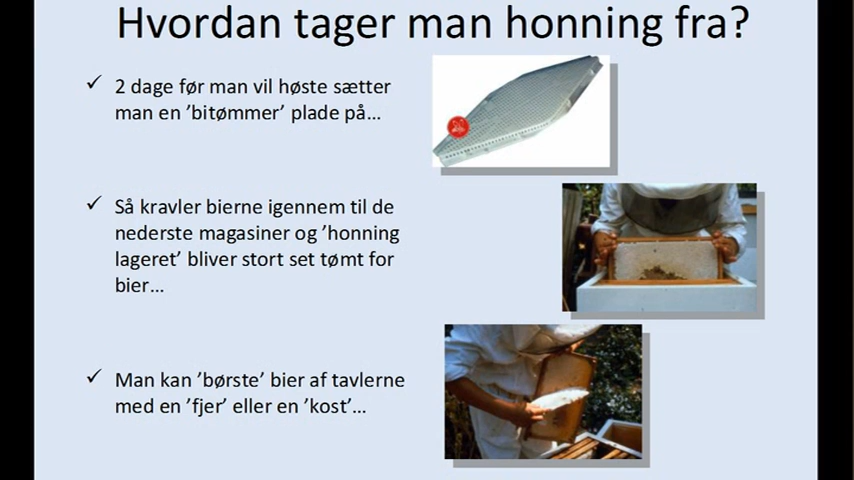 Hvordan tager man honning fra?
✓ 2 dage før man vil høste sætter
man en ’bitømmer’ plade på…
✓ Så kravler bierne igennem til de
nederste magasiner og ’honning
lageret’ bliver stort set tømt for
bier…
✓ Man kan ’børste’ bier af tavlerne
med en ’fjer’ eller en ’kost’…